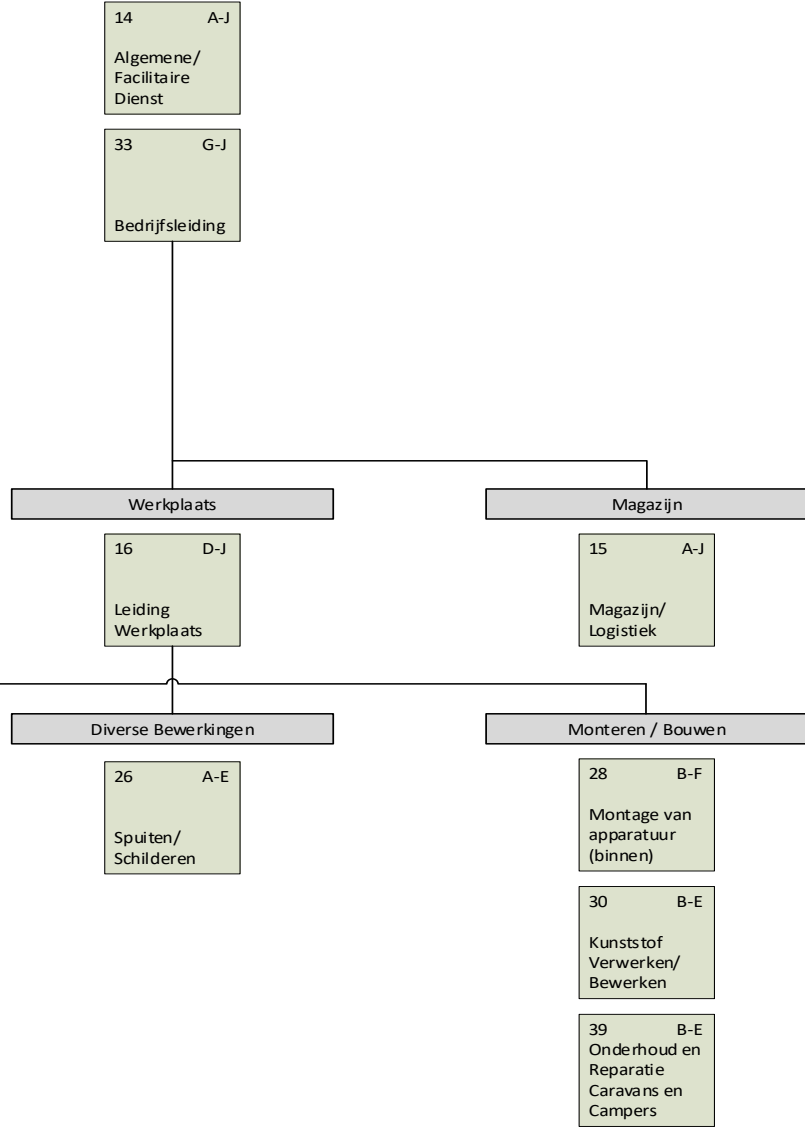 14 A-J
Algemene/
Facilitaire
Dienst
33 G-J
Bedrijfsleiding
Werkplaats
Magazijn
16 D-J
Leiding
Werkplaats
15 A-J
Magazijn/
Logistiek
Diverse Bewerkingen
Monteren / Bouwen
26 A-E
Spuiten/
Schilderen
28 B-F
Montage van
apparatuur
(binnen)
30 B-E
Kunststof
Verwerken/
Bewerken
39 B-E
Onderhoud en
Reparatie
Caravans en
Campers